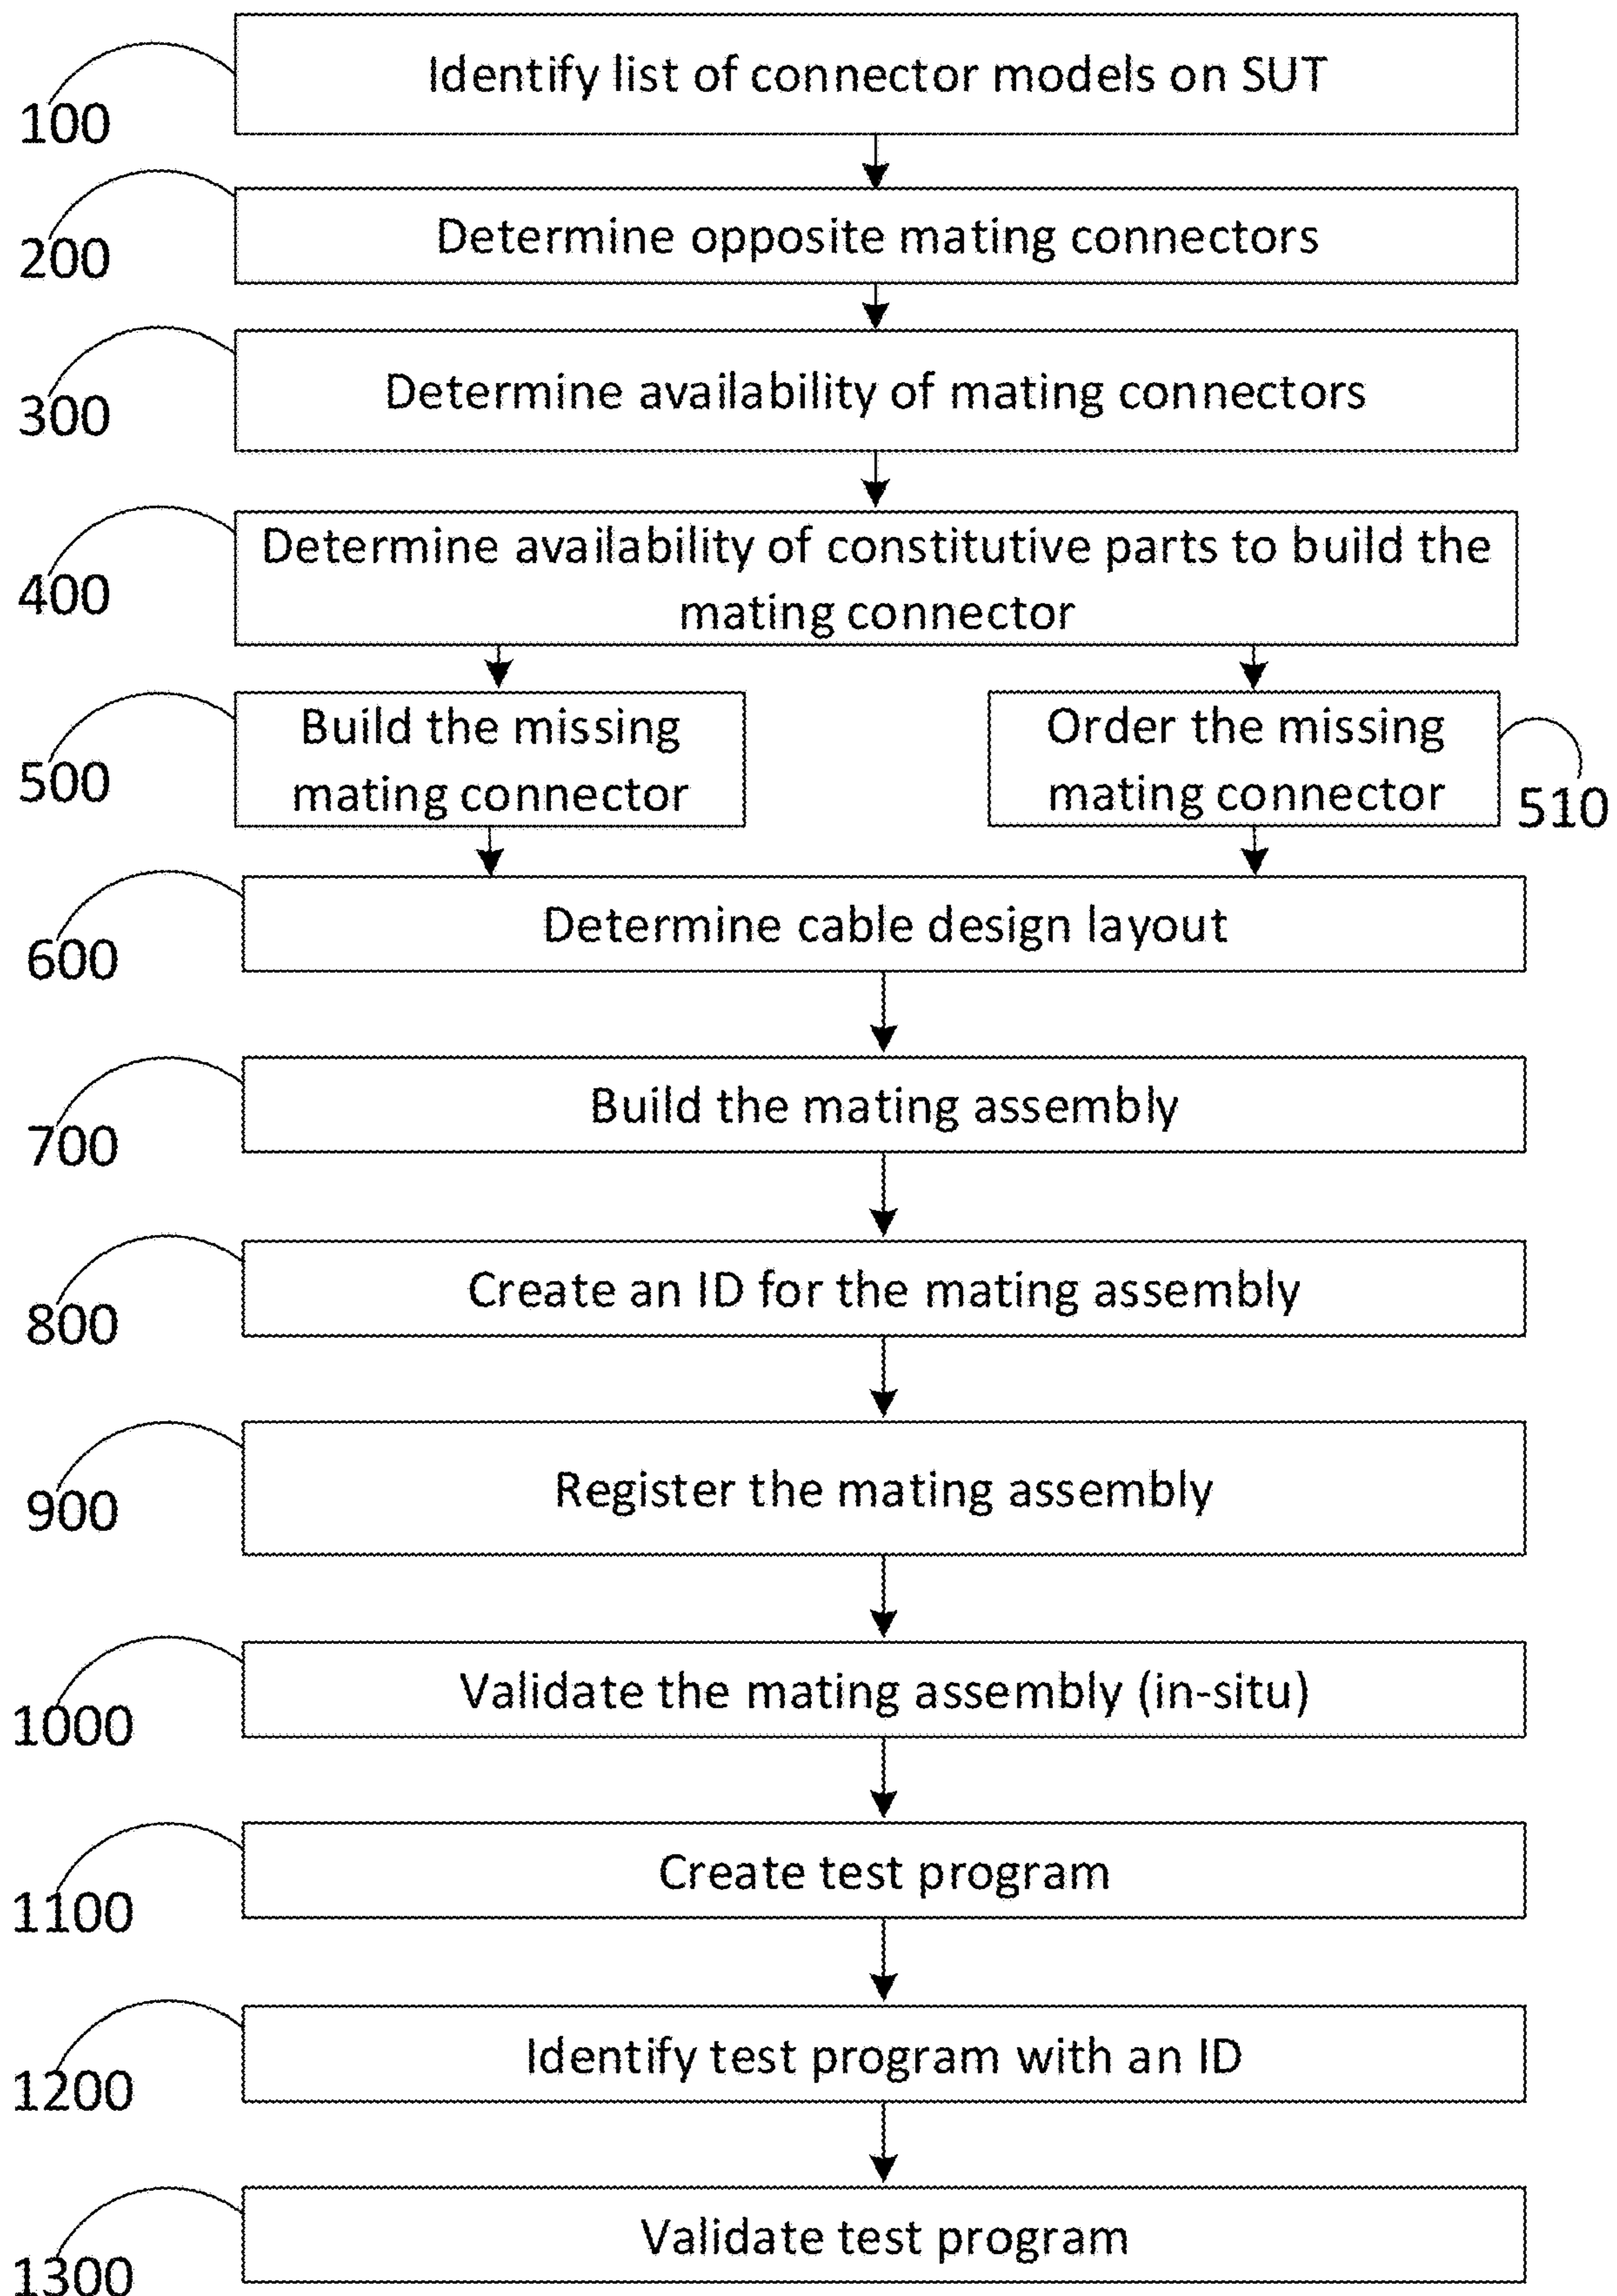 Identify list of connector models on SUT
100
Determine opposite mating connectors
200
Determine availability of mating connectors
300
Determine availability of constitutive parts to build the
mating connector
400
Build the missing
mating connector
500
Order the missing
mating connector
510
Determine cable design layout
600
Build the mating assembly
700
Create an ID for the mating assembly
800
Register the mating assembly
900
Validate the mating assembly (in-situ)
1000
Create test program
1100
Identify test program with an ID
1200
Validate test program
1300